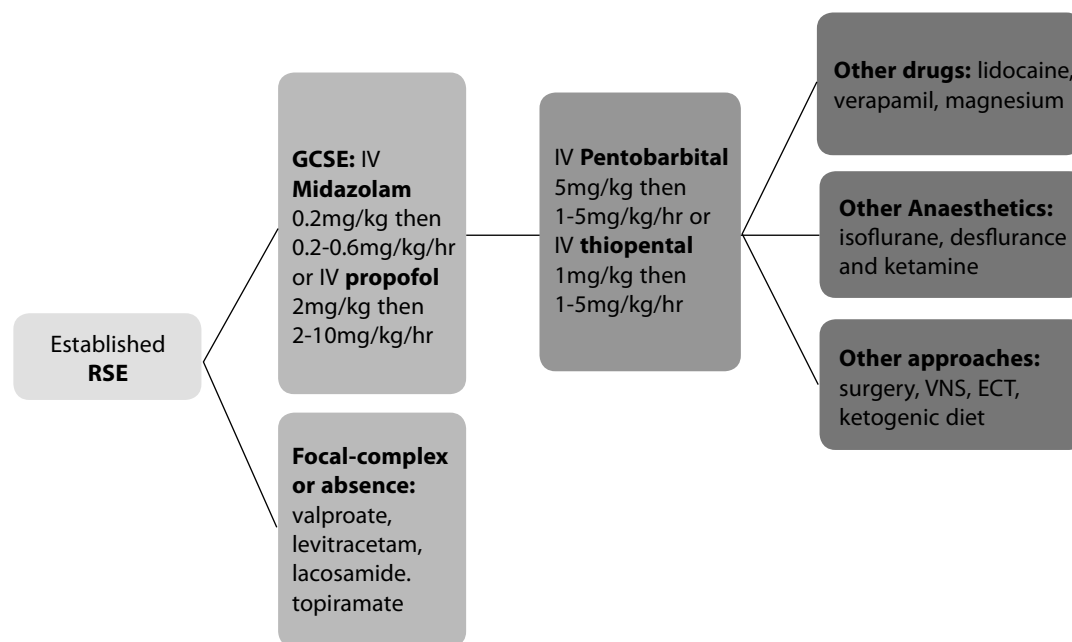 Established
RSE
GCSE: IV
Midazolam
0.2mg/kg then
0.2-0.6mg/kg/hr
or IV propofol
2mg/kg then
2-10mg/kg/hr
Focal-complex
or absence:
valproate,
levitracetam,
lacosamide.
topiramate
IV Pentobarbital
5mg/kg then
1-5mg/kg/hr or
IV thiopental
1mg/kg then
1-5mg/kg/hr
Other drugs: lidocaine,
verapamil, magnesium
Other Anaesthetics:
isoflurane, desflurance
and ketamine
Other approaches:
surgery, VNS, ECT,
ketogenic diet